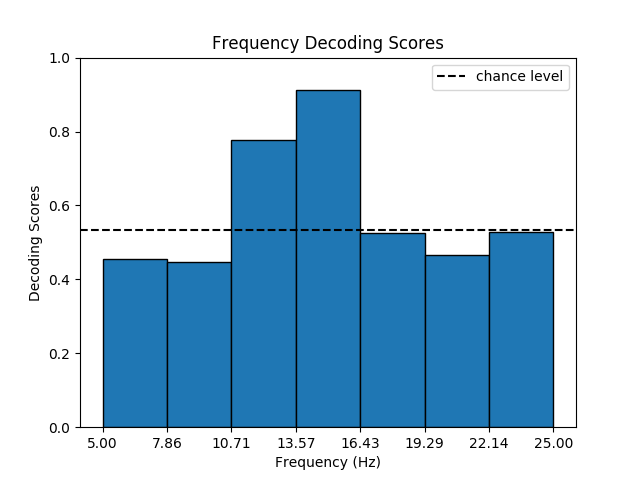 Frequency Decoding Scores
chance level
Decoding Scores
1.0
0.8
0.6
0.4
0.2
0.0
5.00 7.86 10.71 13.57 16.43 19.29 22.14 25.00
Frequency (Hz)